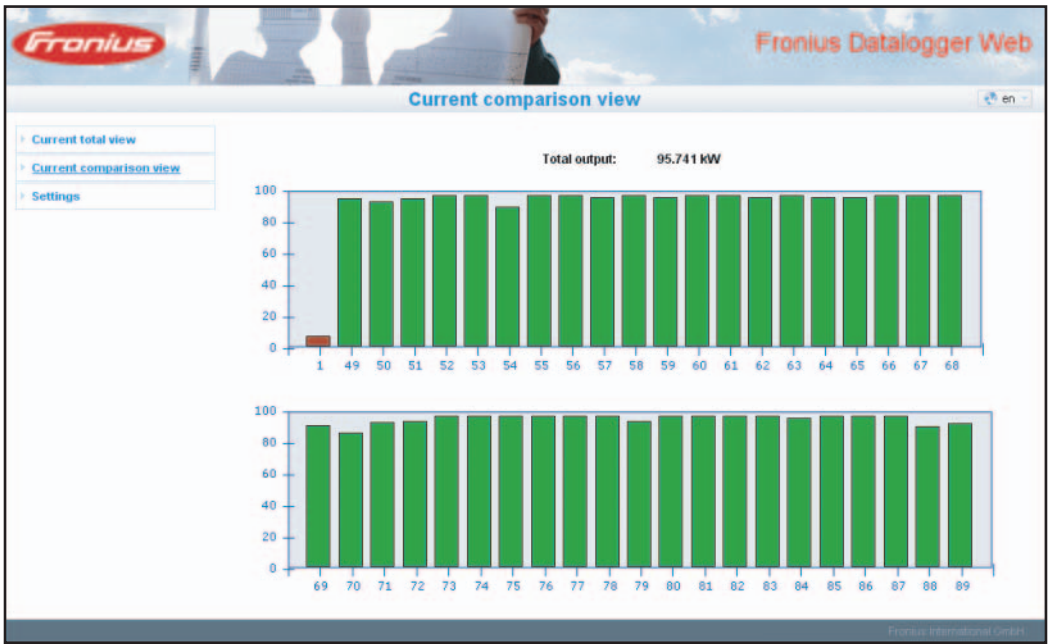 Fronius
Fronius Datalogger Web
Current comparison view
en
Current total view
Current comparison view
Settings
Total output: 95.741 kW
100
80
60
40
20
0
1 49 50 51 52 53 54 55 56 57 58 59 60 61 62 63 64 65 66 67 68
100
80
60
40
20
0
69 70 71 72 73 74 75 76 77 78 79 80 81 82 83 84 85 86 87 88 89
Fronius International GmbH